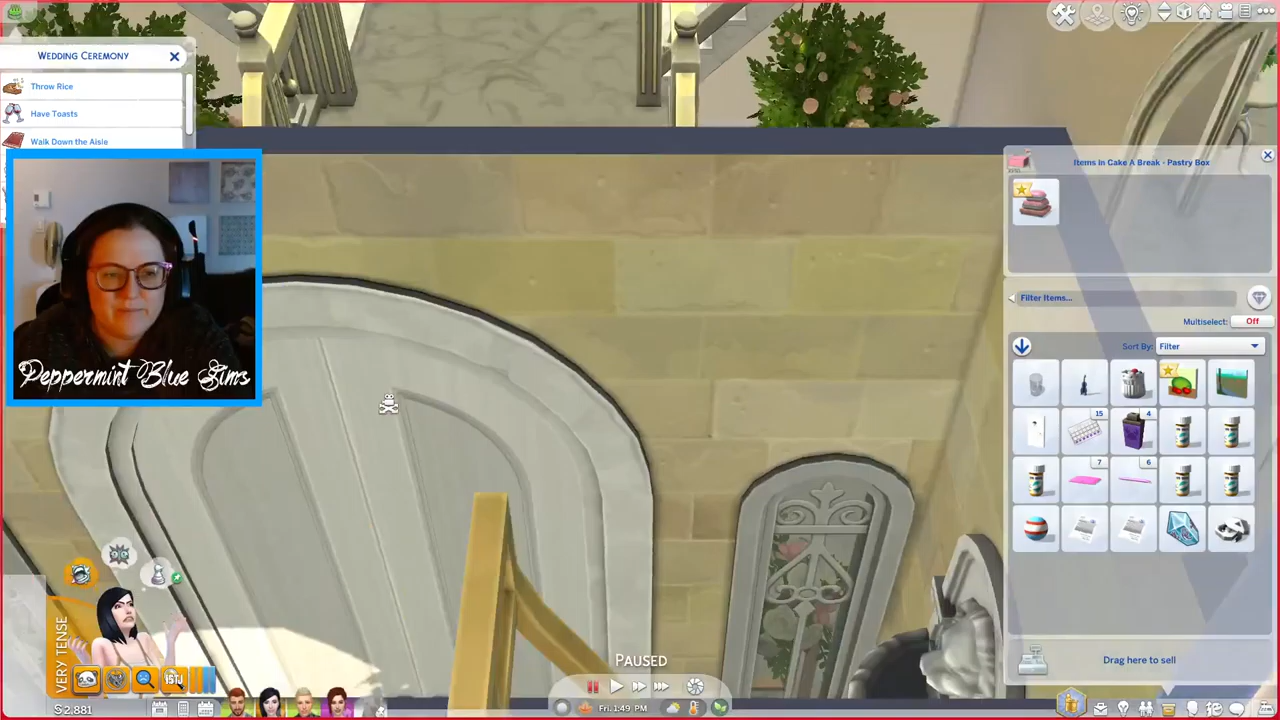 WEDDING CEREMONY
Throw Rice
Have Toasts
Walk Down the Aisle
Peppermint Blue Sims
Items in Cake A Break - Pastry Box
Filter Items...
Multiselect: Off
Sort By: Filter
15
4
7
6
Drag here to sell
VERY TENSE
PAUSED
§2,881
Fri. 1:49 PM